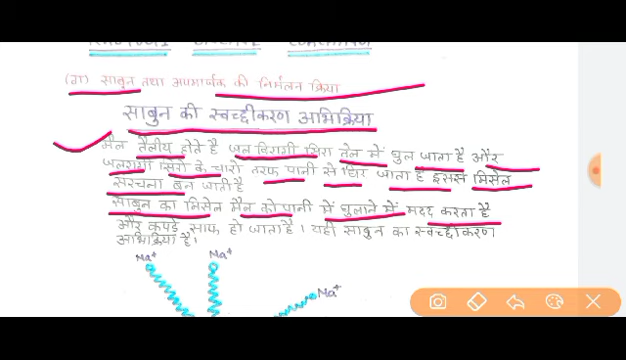 (ग) साबुन तथा अपमार्जक की निर्मलन क्रिया
साबुन की स्वच्छीकरण अभिक्रिया
मैल तैलीय होते है जल विरागी सिरा तेल में घुल जाता है और
जलरागी सिरो के चारो तरफ पानी से घिर जाता है इससे मिसेल
संरचना बन जाती है
साबुन का मिसेल मैल को पानी में घुलाने में मदद करता है
और कपड़े साफ हो जाता है। यही साबुन का स्वच्छीकरण
अभिक्रिया है।
Na+ Na+
Na+